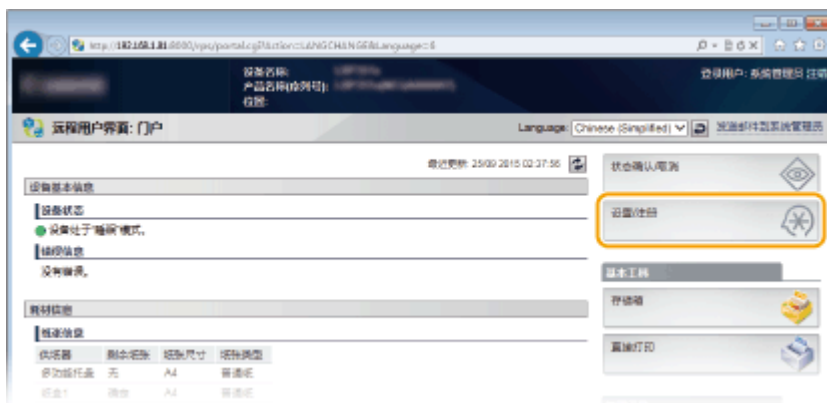 http://192.168.1.81:8000/rps/portal.cgi?Action=LANGCHANGE&Language=6
设备名称:
产品名称(序列号):
位置:
登录用户: 系统管理员 注销
远程用户界面: 门户
Language: Chinese (Simplified)
发送邮件到系统管理员
最近更新: 25/09 2015 02:37:56
状态确认/取消
设备基本信息
设备状态
设置/注册
设备处于"睡眠"模式。
错误信息
没有错误。
基本工具
耗材信息
存储箱
纸张信息
供纸器 剩余纸张 纸张尺寸 纸张类型
多功能托盘 无 A4 普通纸
直接打印
纸盒1 确定 A4 普通纸